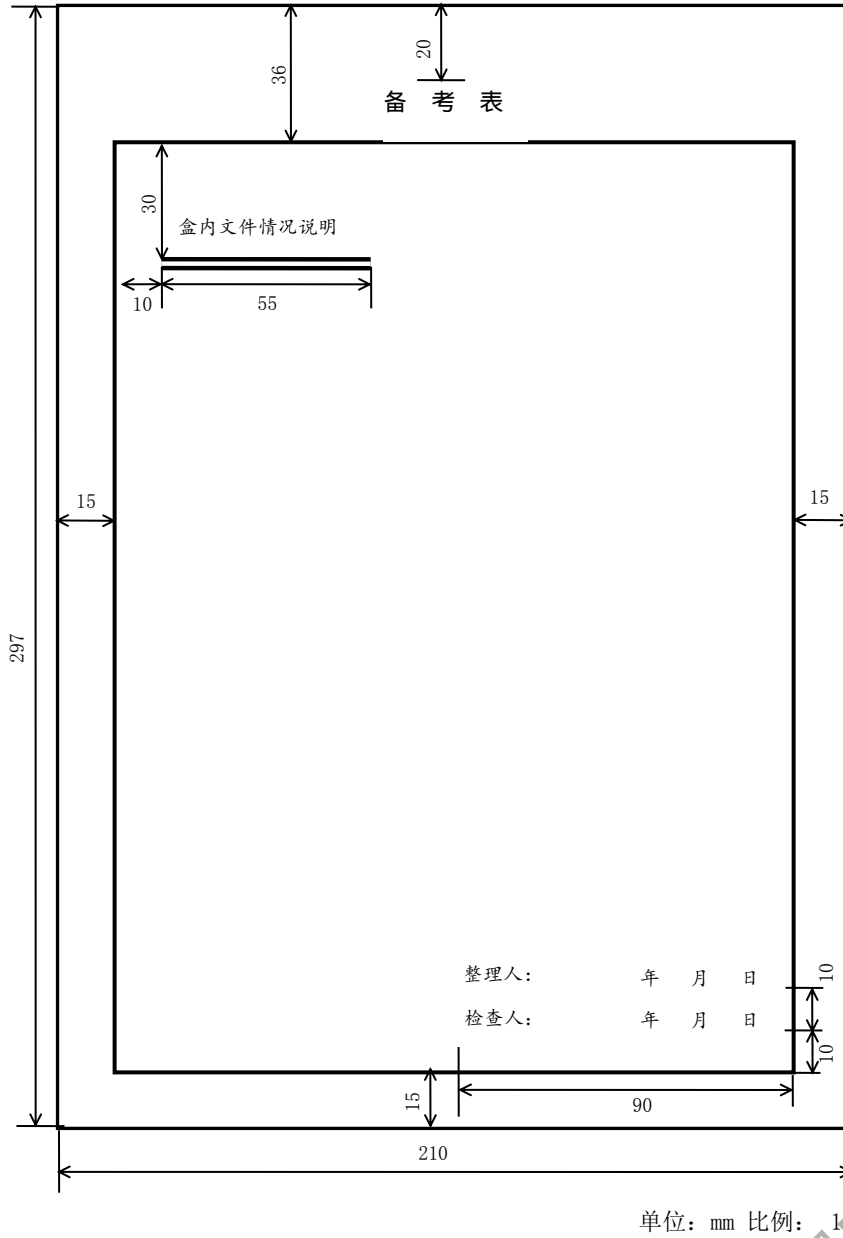 20
36
备 考 表
30
盒内文件情况说明
10 55
15 15
297
整理人： 年 月 日 10
检查人： 年 月 日
10
15 90
210
单位：mm 比例： 1